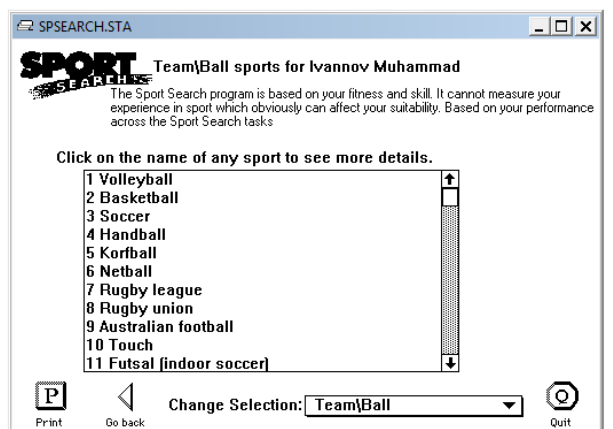 SPSEARCH.STA
SPORT
SEARCH
Team\Ball sports for Ivannov Muhammad
The Sport Search program is based on your fitness and skill. It cannot measure your
experience in sport which obviously can affect your suitability. Based on your performance
across the Sport Search tasks
Click on the name of any sport to see more details.
1 Volleyball
2 Basketball
3 Soccer
4 Handball
5 Korfball
6 Netball
7 Rugby league
8 Rugby union
9 Australian football
10 Touch
11 Futsal (indoor soccer)
P
Print
Go back
Change Selection: Team\Ball
Q
Quit